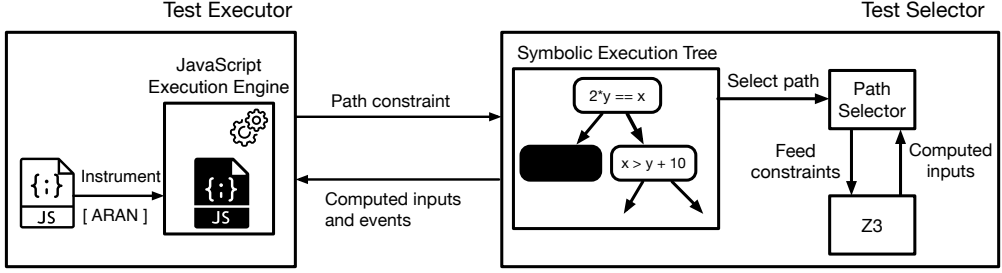 Test Executor
Test Selector
JavaScript
Execution Engine
{;}
JS
Instrument
[ ARAN ]
{;}
JS
Path constraint
Computed inputs
and events
Symbolic Execution Tree
2*y == x
x > y + 10
Select path
Path
Selector
Feed
constraints
Computed
inputs
Z3